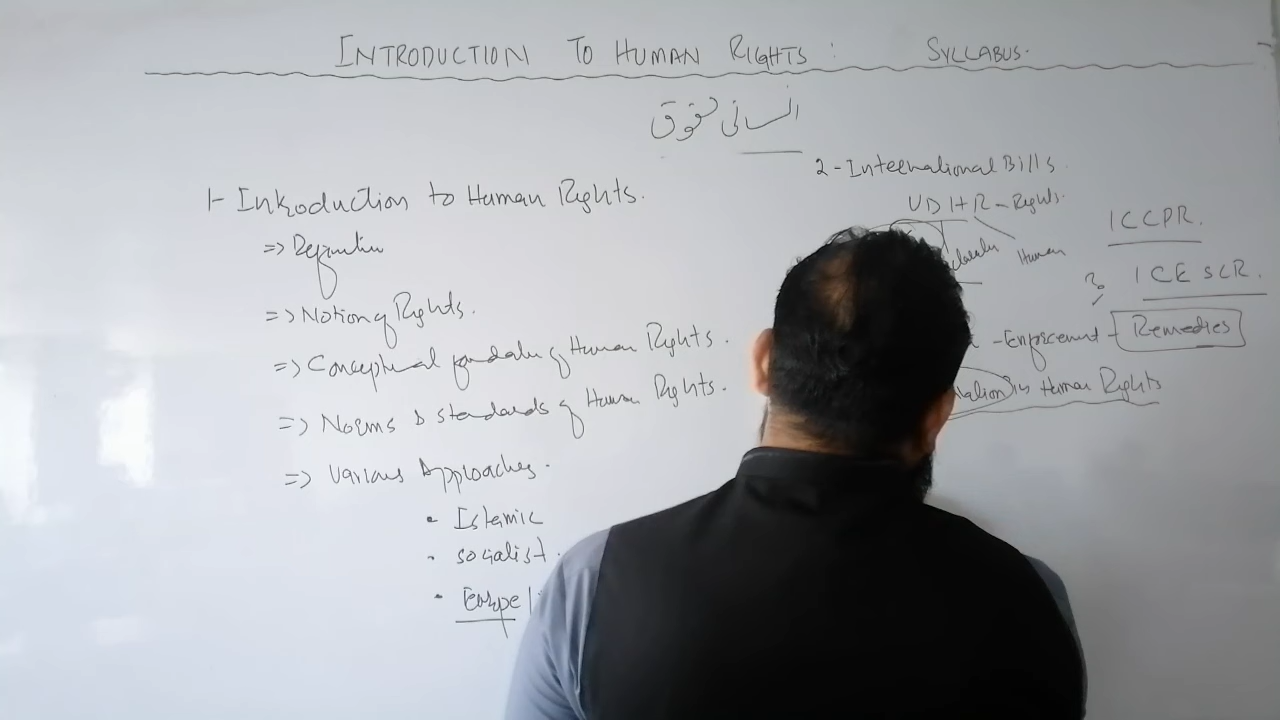 INTRODUCTION TO HUMAN RIGHTS: SYLLABUS.
انسانی حقوق
1- Introduction to Human Rights.
=> Definition
=> Notion of Rights.
=> Conceptual foundation of Human Rights.
=> Norms & standards of Human Rights.
=> Various Approaches.
• Islamic
• socialist
• Europe
2- International Bills.
UDHR - Rights.
Human
ICCPR.
ICESCR.
- Enforcement - Remedies
in Human Rights